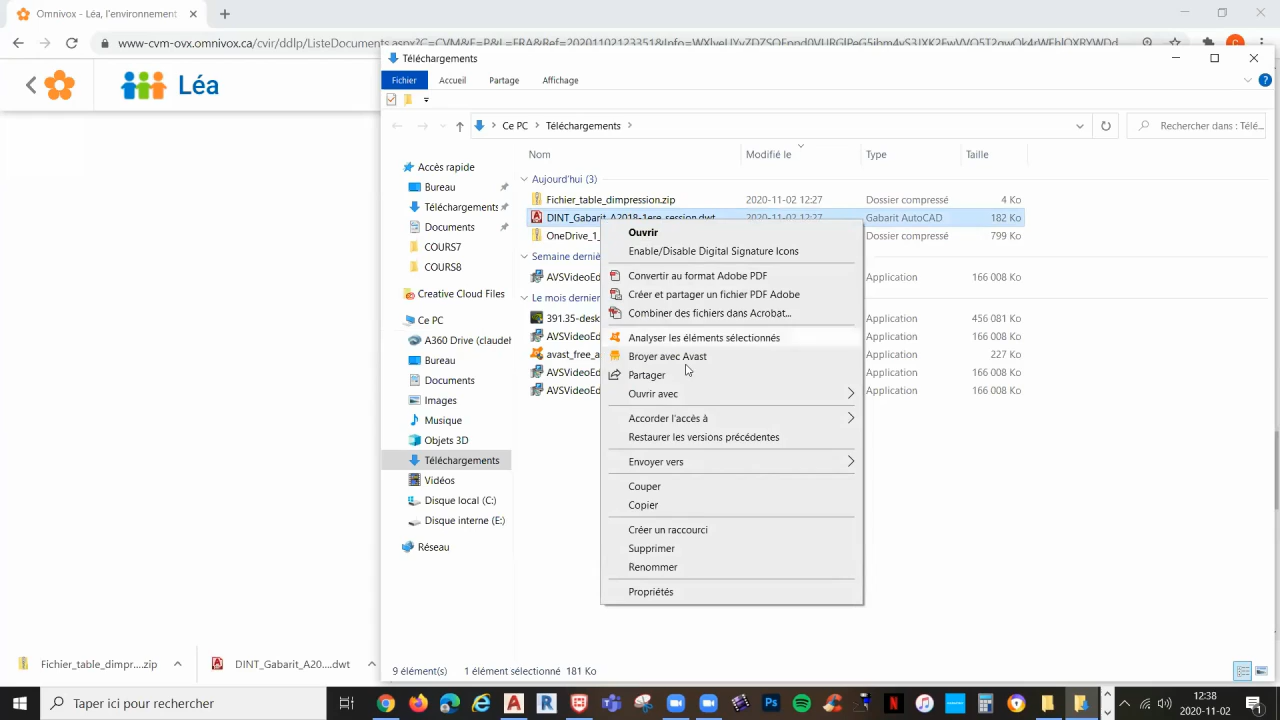 Omnivox - Léa, l'environnement
www-cvm-ovx.omnivox.ca/cvir/ddlp/ListeDocuments.aspx?
Léa
Téléchargements
Fichier
Accueil
Partage
Affichage
Ce PC
Téléchargements
Rechercher dans : Télé...
Nom
Modifié le
Type
Taille
Accès rapide
Bureau
Téléchargements
Documents
COURS7
COURS8
Creative Cloud Files
Ce PC
A360 Drive (claudeh
Bureau
Documents
Images
Musique
Objets 3D
Téléchargements
Vidéos
Disque local (C:)
Disque interne (E:)
Réseau
Aujourd'hui (3)
Fichier_table_dimpression.zip 2020-11-02 12:27 Dossier compressé 4 Ko
DINT_Gabarit_A2018-1ere_session.dwt 2020-11-02 12:27 Gabarit AutoCAD 182 Ko
OneDrive_1_ Dossier compressé 799 Ko
Semaine dernière
AVSVideoEd Application 166 008 Ko
Le mois dernier
391.35-desk Application 456 081 Ko
AVSVideoEd Application 166 008 Ko
avast_free_a Application 227 Ko
AVSVideoEd Application 166 008 Ko
AVSVideoEd Application 166 008 Ko
Ouvrir
Enable/Disable Digital Signature Icons
Convertir au format Adobe PDF
Créer et partager un fichier PDF Adobe
Combiner des fichiers dans Acrobat...
Analyser les éléments sélectionnés
Broyer avec Avast
Partager
Ouvrir avec
Accorder l'accès à
Restaurer les versions précédentes
Envoyer vers
Couper
Copier
Créer un raccourci
Supprimer
Renommer
Propriétés
9 élément(s)
1 élément sélectionné 181 Ko
Fichier_table_dimpr....zip
DINT_Gabarit_A20....dwt
Taper ici pour rechercher
12:38
2020-11-02